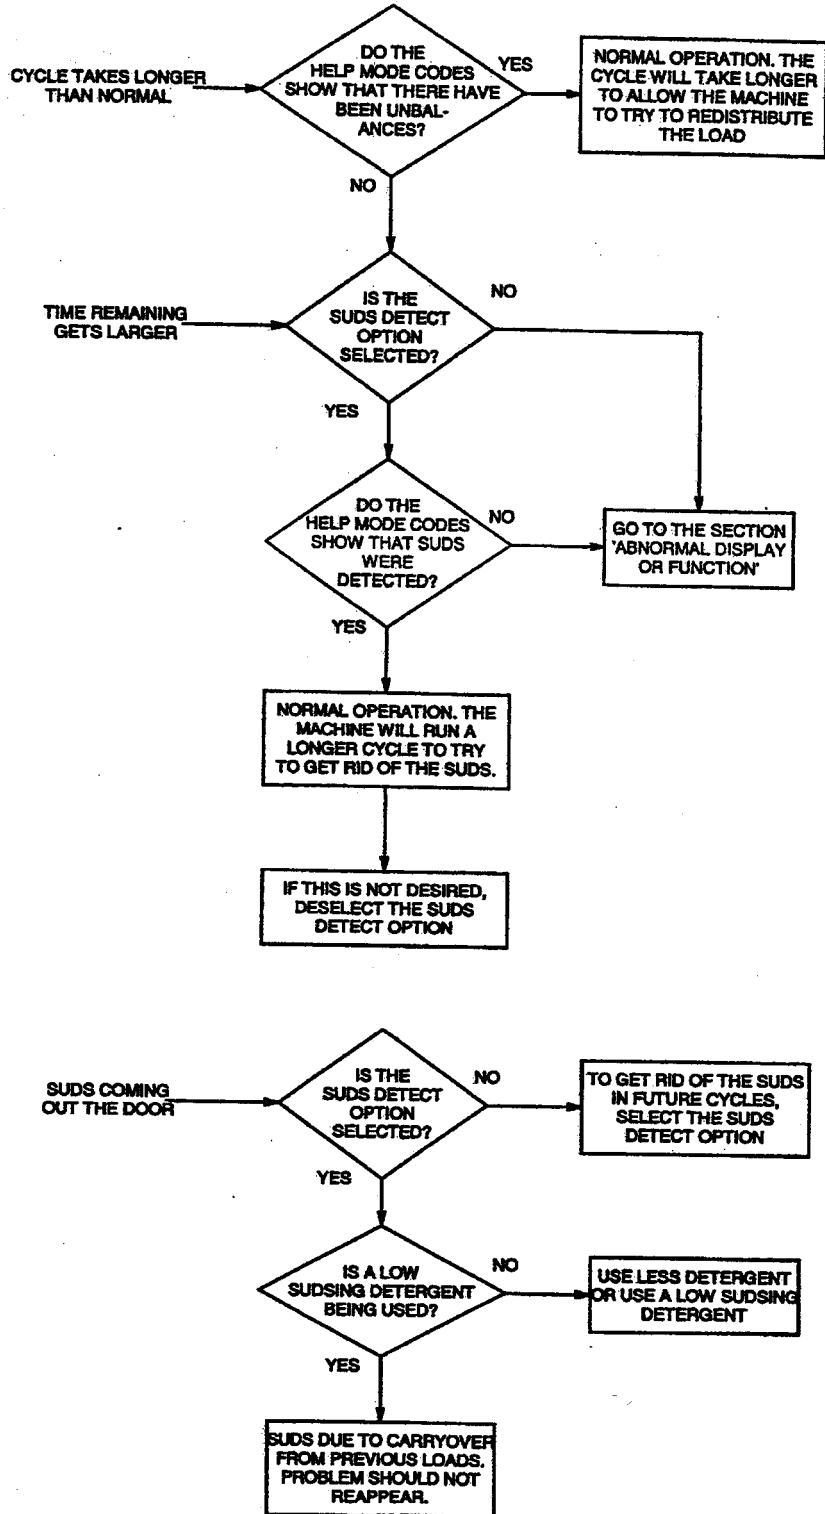 CYCLE TAKES LONGER
THAN NORMAL
DO THE
HELP MODE CODES
SHOW THAT THERE HAVE
BEEN UNBAL-
ANCES?
YES
NORMAL OPERATION. THE
CYCLE WILL TAKE LONGER
TO ALLOW THE MACHINE
TO TRY TO REDISTRIBUTE
THE LOAD
NO
TIME REMAINING
GETS LARGER
IS THE
SUDS DETECT
OPTION
SELECTED?
NO
YES
DO THE
HELP MODE CODES
SHOW THAT SUDS
WERE
DETECTED?
NO
GO TO THE SECTION
'ABNORMAL DISPLAY
OR FUNCTION'
YES
NORMAL OPERATION. THE
MACHINE WILL RUN A
LONGER CYCLE TO TRY
TO GET RID OF THE SUDS.
IF THIS IS NOT DESIRED,
DESELECT THE SUDS
DETECT OPTION
SUDS COMING
OUT THE DOOR
IS THE
SUDS DETECT
OPTION
SELECTED?
NO
TO GET RID OF THE SUDS
IN FUTURE CYCLES,
SELECT THE SUDS
DETECT OPTION
YES
IS A LOW
SUDSING DETERGENT
BEING USED?
NO
USE LESS DETERGENT
OR USE A LOW SUDSING
DETERGENT
YES
SUDS DUE TO CARRYOVER
FROM PREVIOUS LOADS.
PROBLEM SHOULD NOT
REAPPEAR.